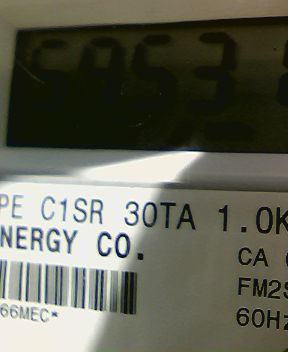 PE C1SR 30TA 1.0K
NERGY CO.
CA
FM2S
66MEC*
60Hz